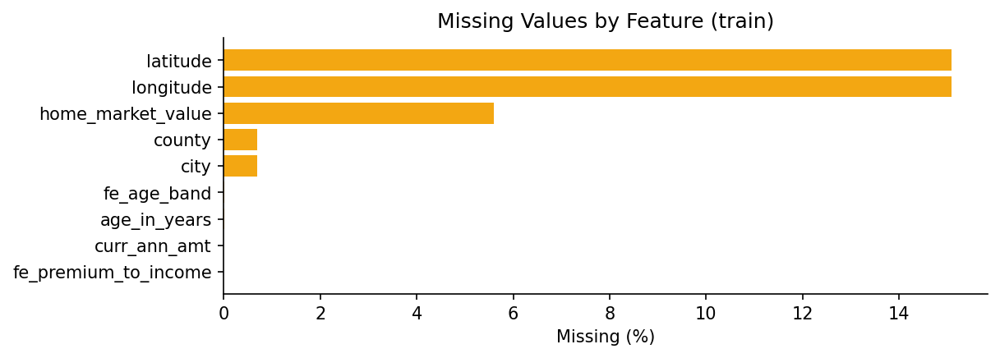 Missing Values by Feature (train)
latitude
longitude
home_market_value
county
city
fe_age_band
age_in_years
curr_ann_amt
fe_premium_to_income
0 2 4 6 8 10 12 14
Missing (%)